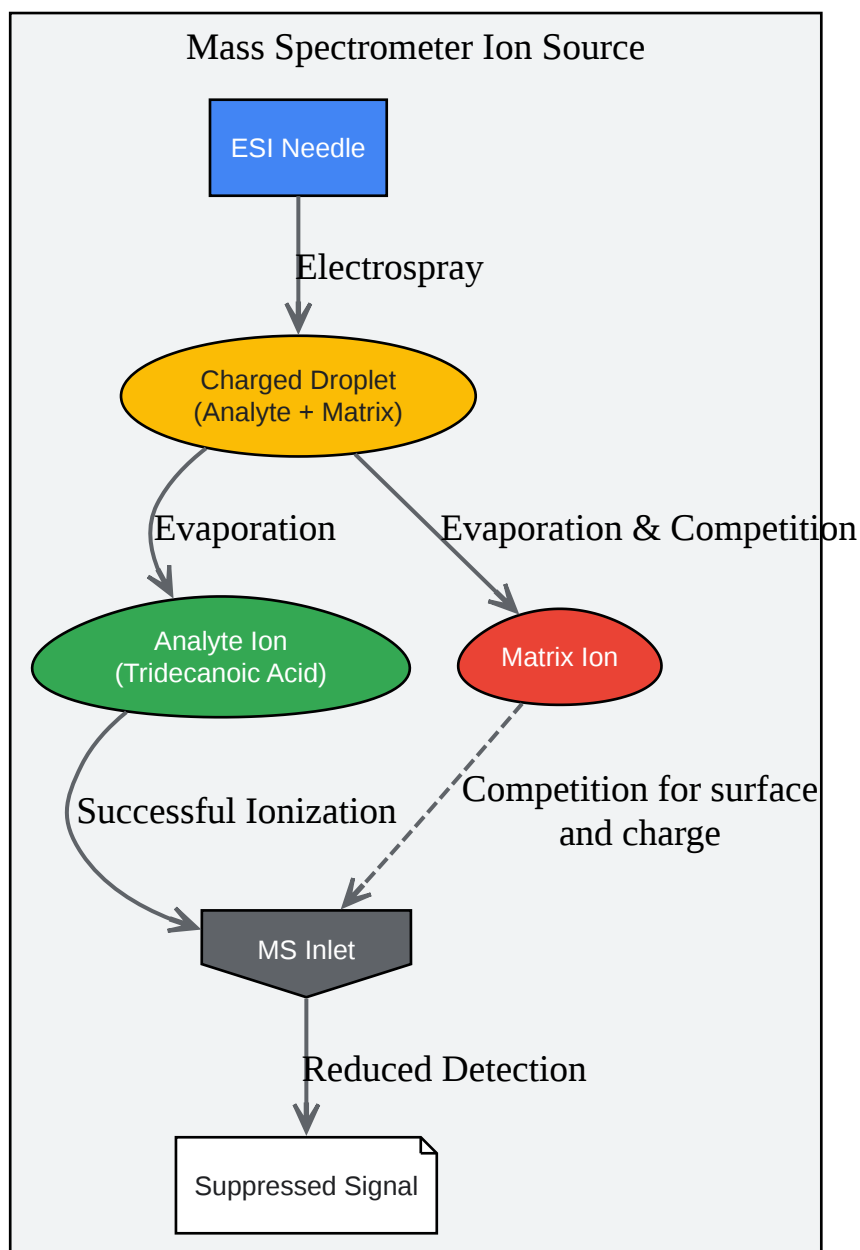 Mass Spectrometer Ion Source
ESI Needle
Electrospray
Charged Droplet
(Analyte + Matrix)
Evaporation
Evaporation & Competition
Analyte Ion
(Tridecanoic Acid)
Matrix Ion
Successful Ionization
Competition for surface
and charge
MS Inlet
Reduced Detection
Suppressed Signal